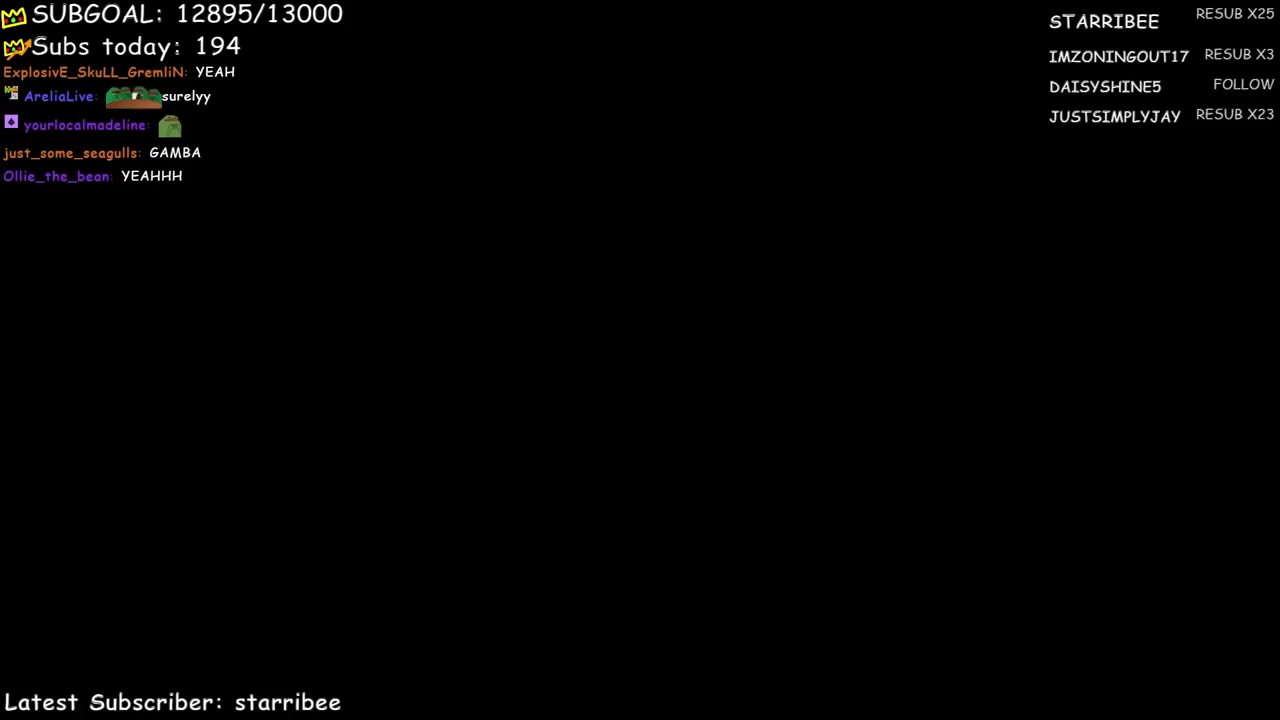 SUBGOAL: 12895/13000
Subs today: 194
ExplosivE_SkuLL_GremliN: YEAH
AreliaLive: surelyy
yourlocalmadeline:
just_some_seagulls: GAMBA
Ollie_the_bean: YEAHHH
STARRIBEE RESUB X25
IMZONINGOUT17 RESUB X3
DAISYSHINE5 FOLLOW
JUSTSIMPLYJAY RESUB X23
Latest Subscriber: starribee